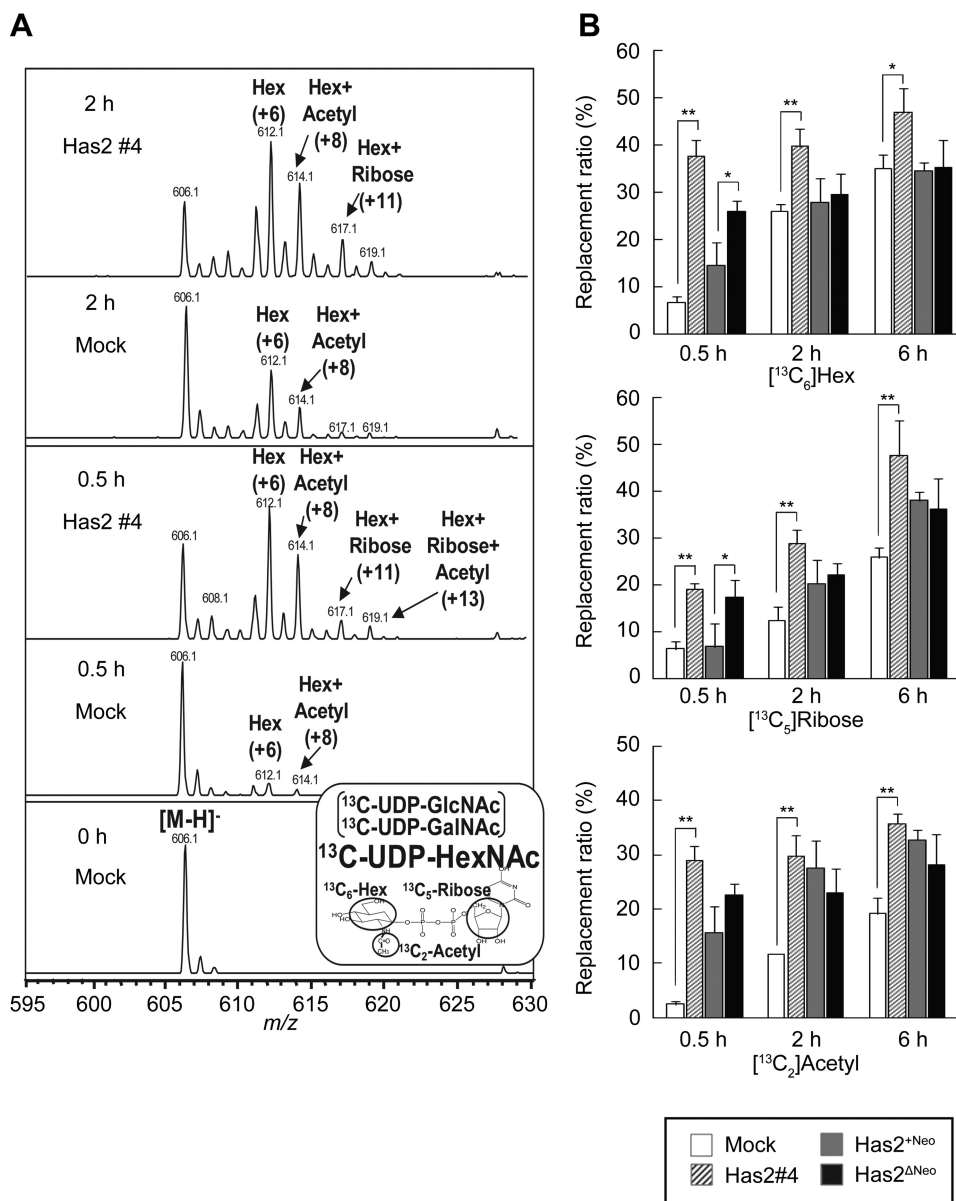 A
2 h
Has2 #4
Hex
(+6)
Hex+
Acetyl
(+8)
Hex+
Ribose
(+11)
606.1
612.1
614.1
617.1
619.1
2 h
Mock
Hex
(+6)
Hex+
Acetyl
(+8)
606.1
612.1
614.1
617.1
619.1
0.5 h
Has2 #4
Hex
(+6)
Hex+
Acetyl
(+8)
Hex+
Ribose
(+11)
Hex+
Ribose+
Acetyl
(+13)
606.1
608.1
612.1
614.1
617.1
619.1
0.5 h
Mock
Hex
(+6)
Hex+
Acetyl
(+8)
606.1
612.1
614.1
0 h
Mock
[M-H]⁻
606.1
¹³C-UDP-GlcNAc
¹³C-UDP-GalNAc
¹³C-UDP-HexNAc
¹³C₆-Hex
¹³C₅-Ribose
¹³C₂-Acetyl
595 600 605 610 615 620 625 630
m/z
B
Replacement ratio (%)
60
50
40
30
20
10
0
** * ** *
0.5 h 2 h 6 h
[¹³C₆]Hex
Replacement ratio (%)
60
50
40
30
20
10
0
** * ** **
0.5 h 2 h 6 h
[¹³C₅]Ribose
Replacement ratio (%)
50
40
30
20
10
0
** ** **
0.5 h 2 h 6 h
[¹³C₂]Acetyl
Mock
Has2#4
Has2⁺ᴺᵉᵒ
Has2ᐞᴺᵉᵒ